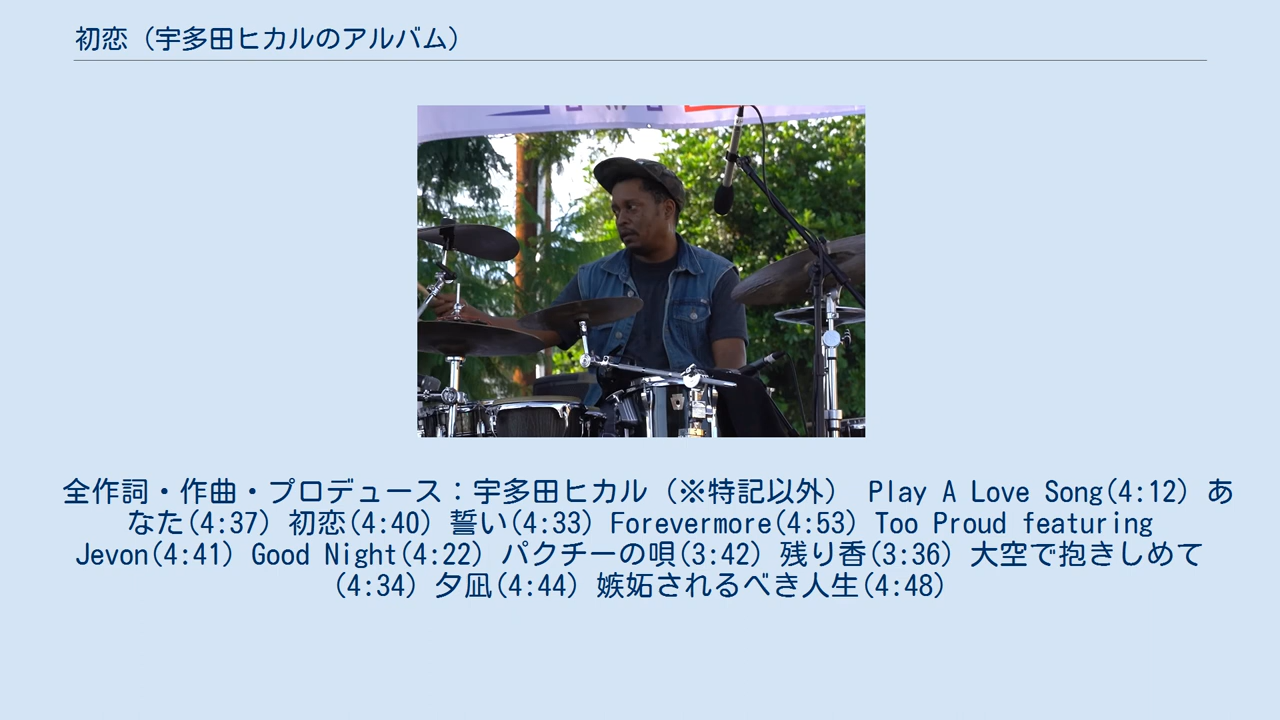 初恋（宇多田ヒカルのアルバム）
全作詞・作曲・プロデュース：宇多田ヒカル（※特記以外） Play A Love Song(4:12) あ
なた(4:37) 初恋(4:40) 誓い(4:33) Forevermore(4:53) Too Proud featuring
Jevon(4:41) Good Night(4:22) パクチーの唄(3:42) 残り香(3:36) 大空で抱きしめて
(4:34) 夕凪(4:44) 嫉妬されるべき人生(4:48)